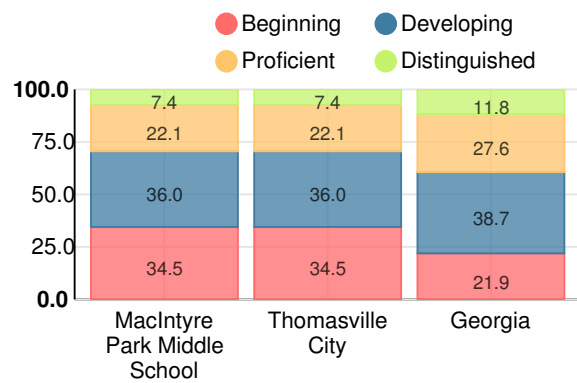 Beginning Developing
Proficient Distinguished
100.0
75.0
50.0
25.0
0.0
7.4 7.4 11.8
22.1 22.1 27.6
36.0 36.0 38.7
34.5 34.5 21.9
MacIntyre Thomasville Georgia
Park Middle City
School